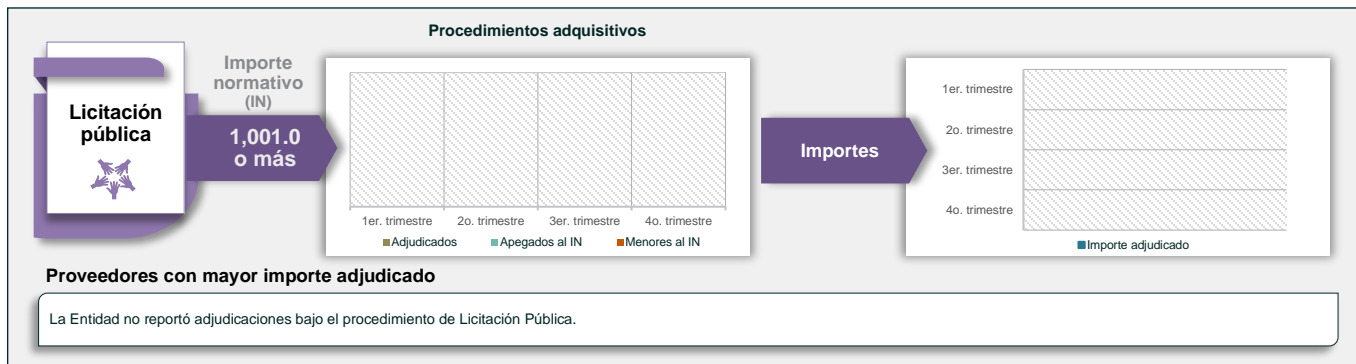 Procedimientos adquisitivos
Licitación
pública
Importe
normativo
(IN)
1,001.0
o más
1er. trimestre
2o. trimestre
3er. trimestre
4o. trimestre
Adjudicados
Apegados al IN
Menores al IN
Importes
1er. trimestre
2o. trimestre
3er. trimestre
4o. trimestre
Importe adjudicado
Proveedores con mayor importe adjudicado
La Entidad no reportó adjudicaciones bajo el procedimiento de Licitación Pública.